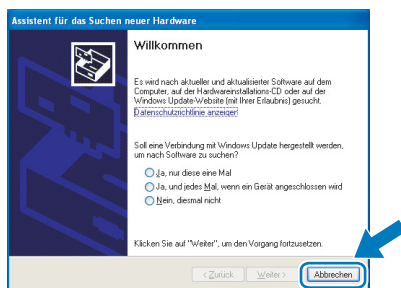 Assistent für das Suchen neuer Hardware
Willkommen
Es wird nach aktueller und aktualisierter Software auf dem
Computer, auf der Hardwareinstallations-CD oder auf der
Windows Update-Website (mit Ihrer Erlaubnis) gesucht.
Datenschutzrichtlinie anzeigen
Soll eine Verbindung mit Windows Update hergestellt werden,
um nach Software zu suchen?
Ja, nur diese eine Mal
Ja, und jedes Mal, wenn ein Gerät angeschlossen wird
Nein, diesmal nicht
Klicken Sie auf "Weiter", um den Vorgang fortzusetzen.
< Zurück Weiter > Abbrechen